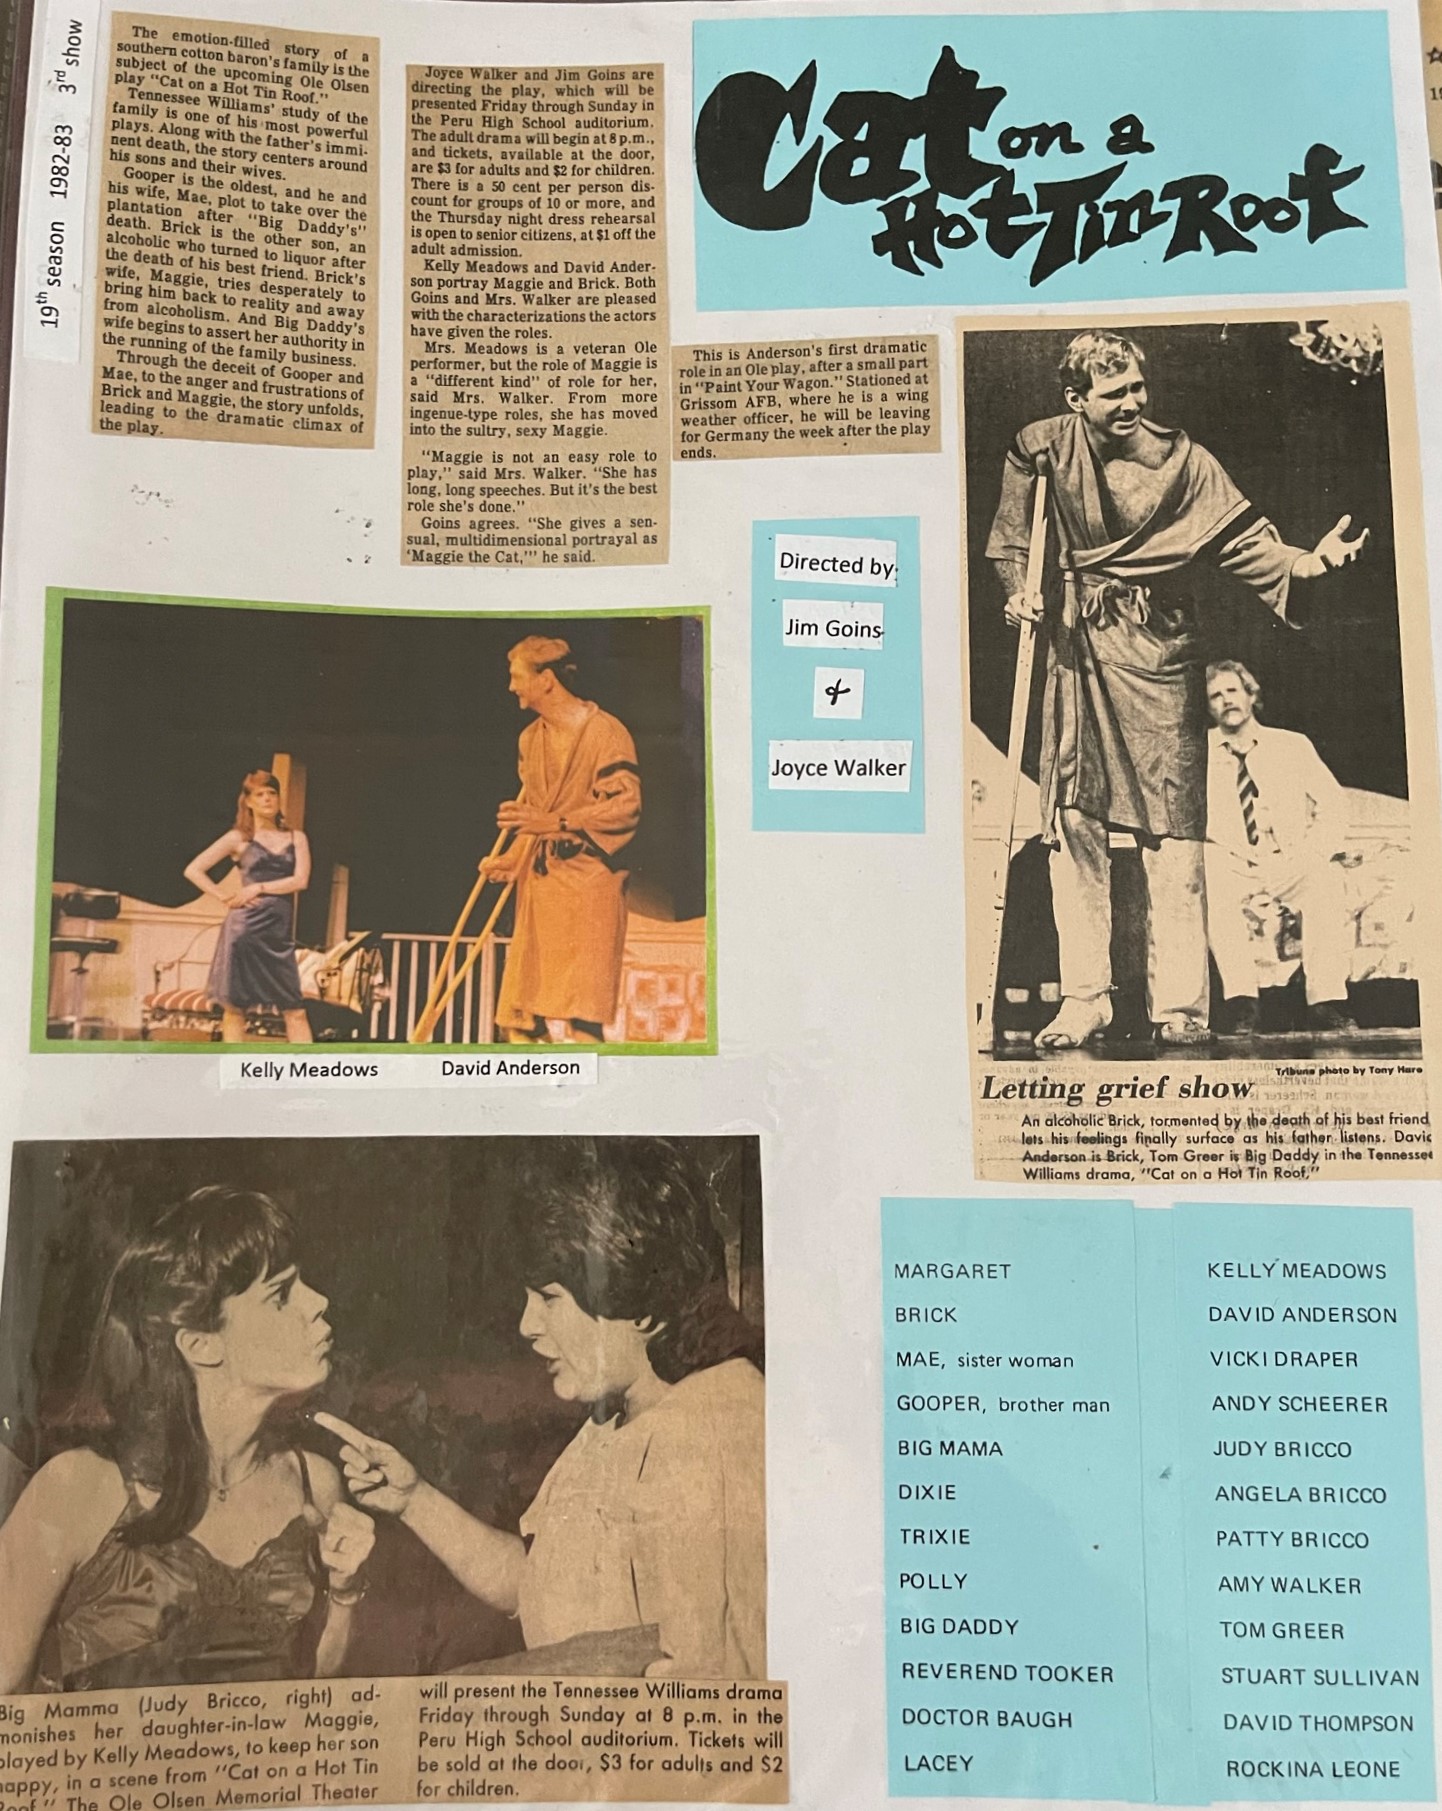 19th season 1982-83 3rd show
The emotion-filled story of a
southern cotton baron's family is the
subject of the upcoming Ole Olsen
play "Cat on a Hot Tin Roof."
Tennessee Williams' study of the
family is one of his most powerful
plays. Along with the father's immi-
nent death, the story centers around
his sons and their wives.
Gooper is the oldest, and he and
his wife, Mae, plot to take over the
plantation after "Big Daddy's"
death. Brick is the other son, an
alcoholic who turned to liquor after
the death of his best friend. Brick's
wife, Maggie, tries desperately to
bring him back to reality and away
from alcoholism. And Big Daddy's
wife begins to assert her authority in
the running of the family business.
Through the deceit of Gooper and
Mae, to the anger and frustrations of
Brick and Maggie, the story unfolds,
leading to the dramatic climax of
the play.
Joyce Walker and Jim Goins are
directing the play, which will be
presented Friday through Sunday in
the Peru High School auditorium.
The adult drama will begin at 8 p.m.,
and tickets, available at the door,
are $3 for adults and $2 for children.
There is a 50 cent per person dis-
count for groups of 10 or more, and
the Thursday night dress rehearsal
is open to senior citizens, at $1 off the
adult admission.
Kelly Meadows and David Ander-
son portray Maggie and Brick. Both
Goins and Mrs. Walker are pleased
with the characterizations the actors
have given the roles.
Mrs. Meadows is a veteran Ole
performer, but the role of Maggie is
a "different kind" of role for her,
said Mrs. Walker. From more
ingenue-type roles, she has moved
into the sultry, sexy Maggie.
"Maggie is not an easy role to
play," said Mrs. Walker. "She has
long, long speeches. But it's the best
role she's done."
Goins agrees. "She gives a sen-
sual, multidimensional portrayal as
'Maggie the Cat,'" he said.
Cat on a
Hot Tin Roof
This is Anderson's first dramatic
role in an Ole play, after a small part
in "Paint Your Wagon." Stationed at
Grissom AFB, where he is a wing
weather officer, he will be leaving
for Germany the week after the play
ends.
Directed by
Jim Goins
&
Joyce Walker
Kelly Meadows David Anderson
Tribune photo by Tony Hare
Letting grief show
An alcoholic Brick, tormented by the death of his best friend
lets his feelings finally surface as his father listens. David
Anderson is Brick, Tom Greer is Big Daddy in the Tennessee
Williams drama, "Cat on a Hot Tin Roof."
Big Mamma (Judy Bricco, right) ad-
monishes her daughter-in-law Maggie,
played by Kelly Meadows, to keep her son
happy, in a scene from "Cat on a Hot Tin
Roof." The Ole Olsen Memorial Theater
will present the Tennessee Williams drama
Friday through Sunday at 8 p.m. in the
Peru High School auditorium. Tickets will
be sold at the door, $3 for adults and $2
for children.
MARGARET KELLY MEADOWS
BRICK DAVID ANDERSON
MAE, sister woman VICKI DRAPER
GOOPER, brother man ANDY SCHEERER
BIG MAMA JUDY BRICCO
DIXIE ANGELA BRICCO
TRIXIE PATTY BRICCO
POLLY AMY WALKER
BIG DADDY TOM GREER
REVEREND TOOKER STUART SULLIVAN
DOCTOR BAUGH DAVID THOMPSON
LACEY ROCKINA LEONE